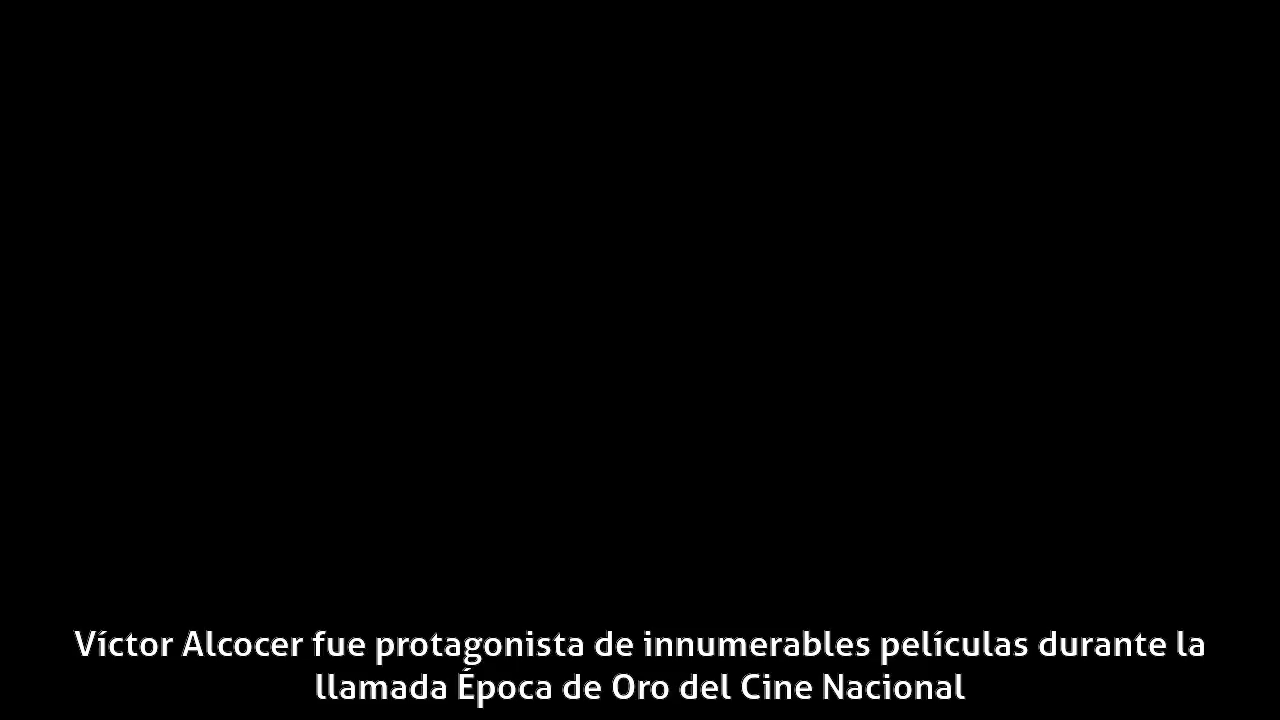 Víctor Alcocer fue protagonista de innumerables películas durante la
llamada Época de Oro del Cine Nacional